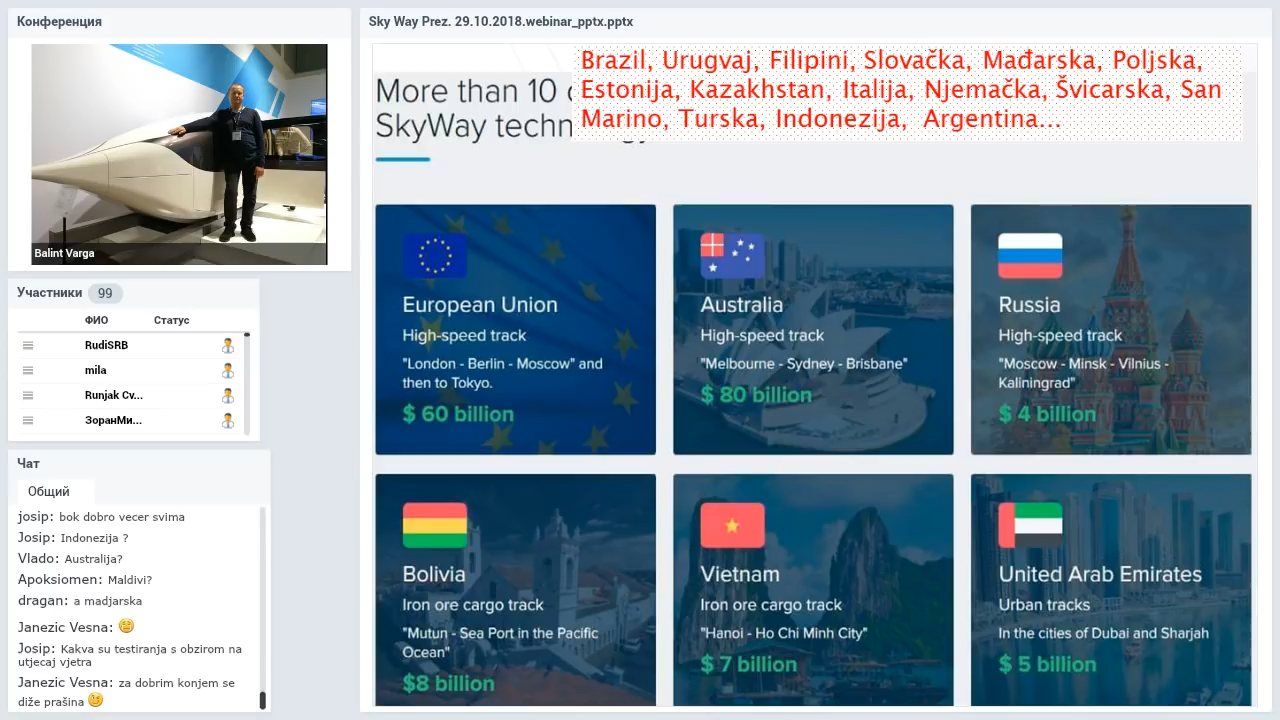 Конференция
Balint Varga
Участники 99
ФИО Статус
RudiSRB
mila
Runjak Cv...
ЗоранМи...
Чат
Общий
josip: bok dobro vecer svima
Josip: Indonezija ?
Vlado: Australija?
Apoksiomen: Maldivi?
dragan: a madjarska
Janezic Vesna:
Josip: Kakva su testiranja s obzirom na
utjecaj vjetra
Janezic Vesna: za dobrim konjem se
diže prašina
Sky Way Prez. 29.10.2018.webinar_pptx.pptx
Brazil, Urugvaj, Filipini, Slovačka, Mađarska, Poljska,
Estonija, Kazakhstan, Italija, Njemačka, Švicarska, San
Marino, Turska, Indonezija, Argentina...
More than 10
SkyWay techn
European Union
High-speed track
"London - Berlin - Moscow" and
then to Tokyo.
$ 60 billion
Australia
High-speed track
"Melbourne - Sydney - Brisbane"
$ 80 billion
Russia
High-speed track
"Moscow - Minsk - Vilnius -
Kaliningrad"
$ 4 billion
Bolivia
Iron ore cargo track
"Mutun - Sea Port in the Pacific
Ocean"
$8 billion
Vietnam
Iron ore cargo track
"Hanoi - Ho Chi Minh City"
$ 7 billion
United Arab Emirates
Urban tracks
In the cities of Dubai and Sharjah
$ 5 billion